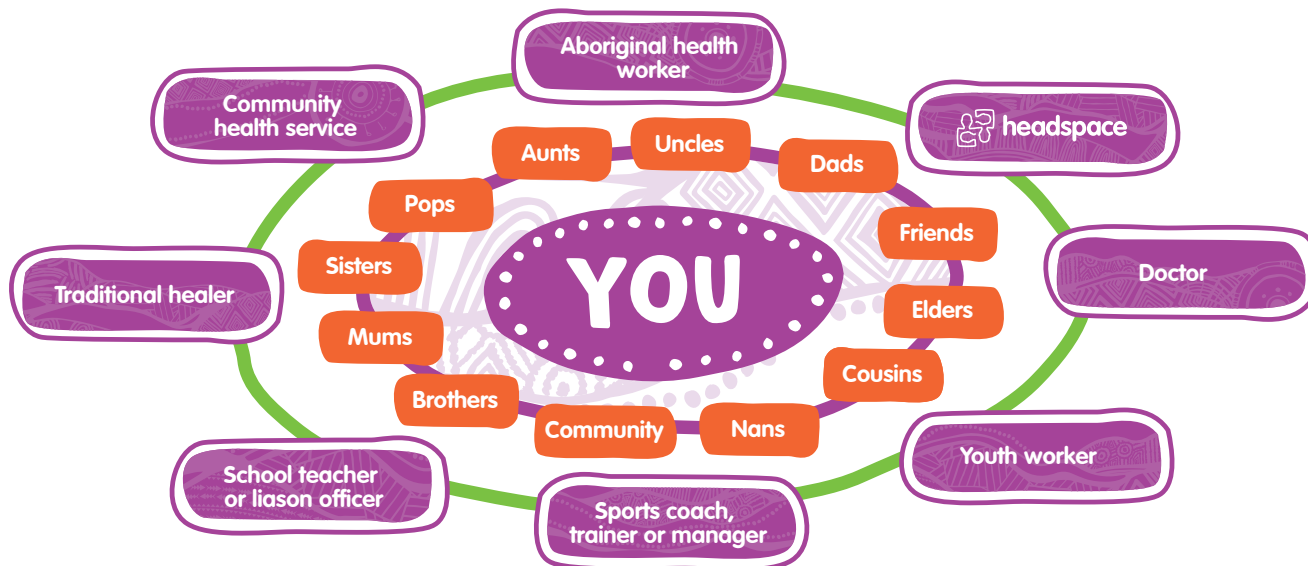 Aboriginal health
worker
Community
health service
headspace
Uncles
Aunts
Dads
Pops
Friends
Sisters
YOU
Doctor
Traditional healer
Elders
Mums
Cousins
Brothers
Community
Nans
Youth worker
School teacher
or liason officer
Sports coach,
trainer or manager